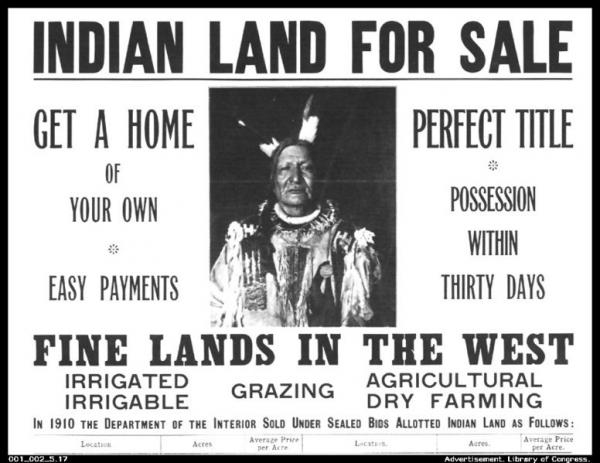 INDIAN LAND FOR SALE
GET A HOME
OF
YOUR OWN
※
EASY PAYMENTS
PERFECT TITLE
※
POSSESSION
WITHIN
THIRTY DAYS
FINE LANDS IN THE WEST
IRRIGATED
IRRIGABLE
GRAZING
AGRICULTURAL
DRY FARMING
IN 1910 THE DEPARTMENT OF THE INTERIOR SOLD UNDER SEALED BIDS ALLOTTED INDIAN LAND AS FOLLOWS:
Location. Acres. Average Price per Acre. Location. Acres. Average Price per Acre.
001_002_5.17 Advertisement, Library of Congress.